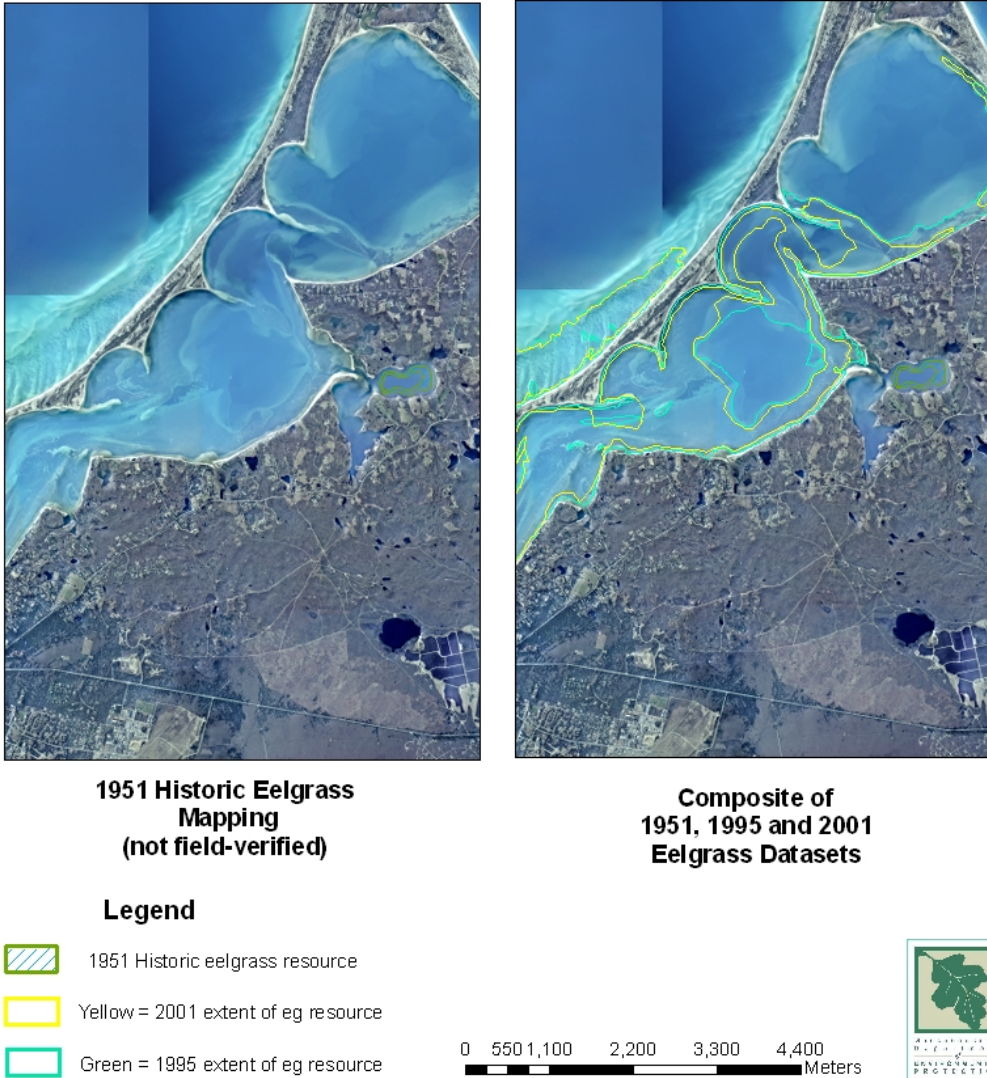 1951 Historic Eelgrass
Mapping
(not field-verified)
Composite of
1951, 1995 and 2001
Eelgrass Datasets
Legend
1951 Historic eelgrass resource
Yellow = 2001 extent of eg resource
Green = 1995 extent of eg resource
0 550 1,100 2,200 3,300 4,400
Meters